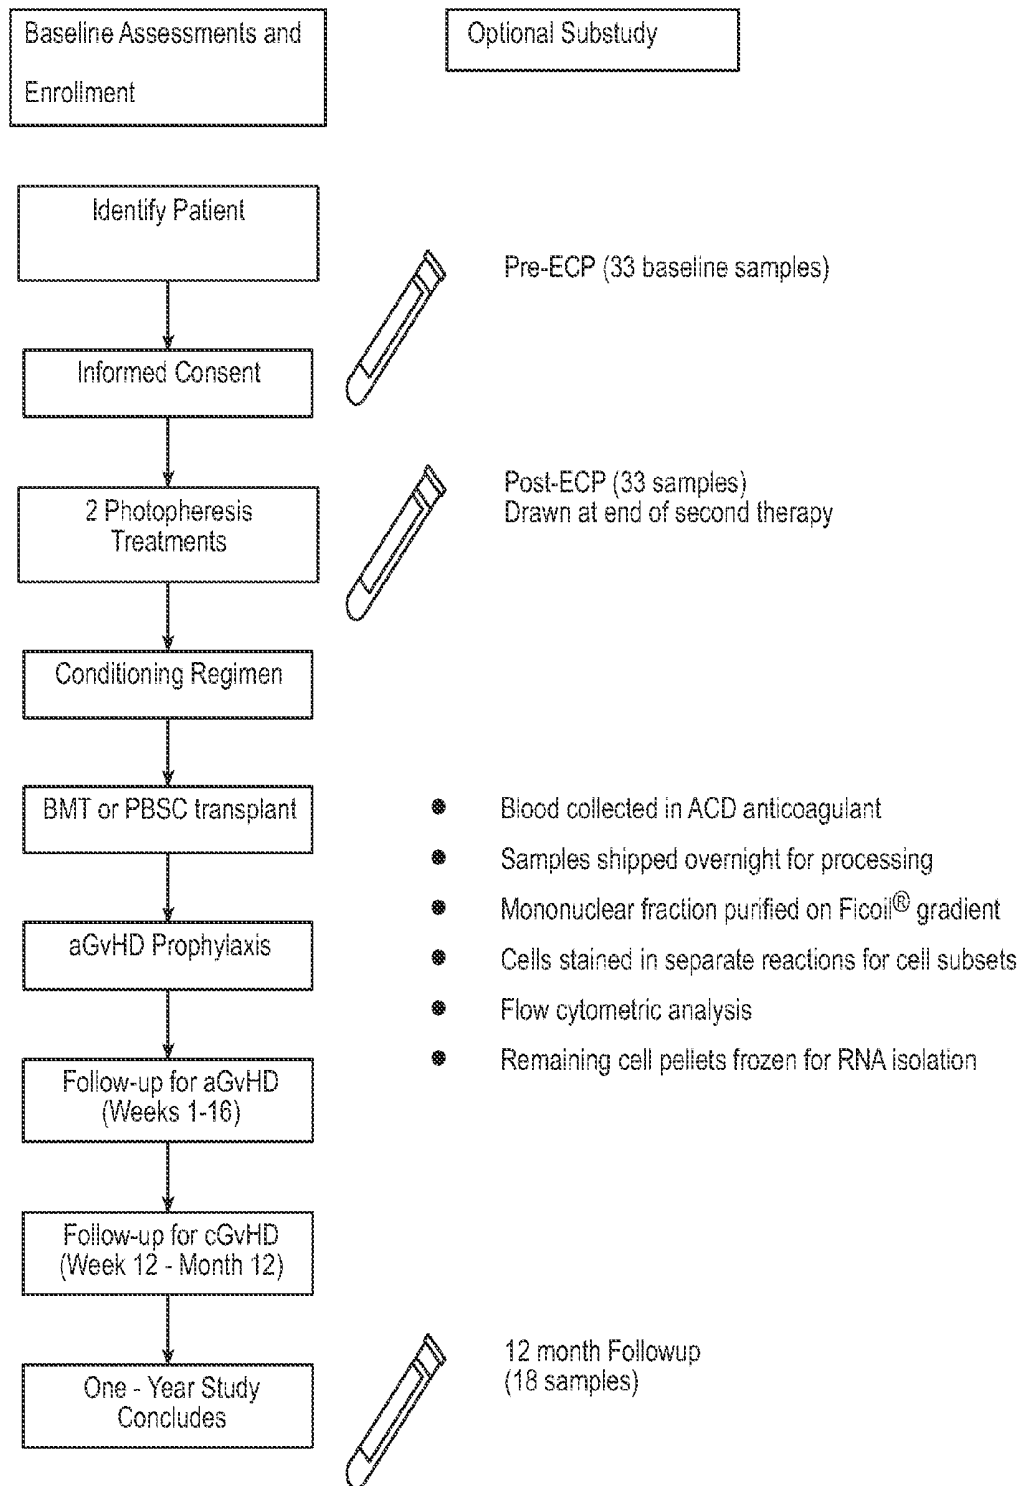 Baseline Assessments and
Enrollment
Optional Substudy
Identify Patient
Pre-ECP (33 baseline samples)
Informed Consent
2 Photopheresis
Treatments
Post-ECP (33 samples)
Drawn at end of second therapy
Conditioning Regimen
BMT or PBSC transplant
aGvHD Prophylaxis
Follow-up for aGvHD
(Weeks 1-16)
Follow-up for cGvHD
(Week 12 - Month 12)
One - Year Study
Concludes
• Blood collected in ACD anticoagulant
• Samples shipped overnight for processing
• Mononuclear fraction purified on Ficoll® gradient
• Cells stained in separate reactions for cell subsets
• Flow cytometric analysis
• Remaining cell pellets frozen for RNA isolation
12 month Followup
(18 samples)